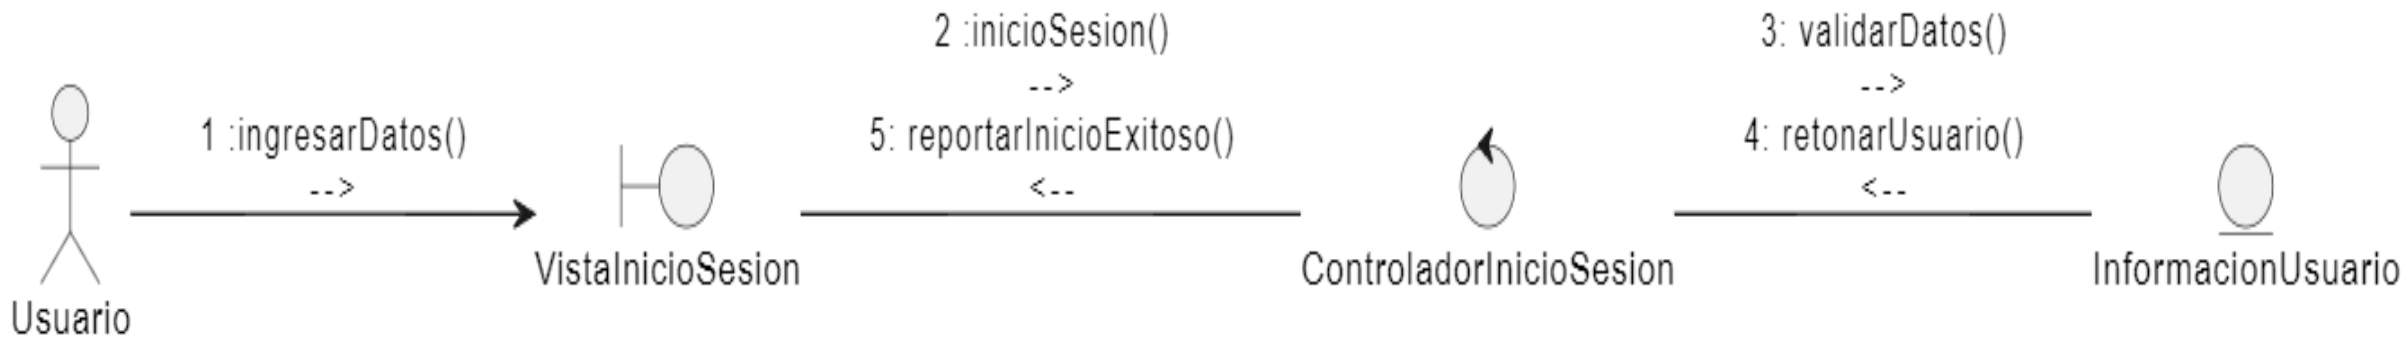 2 :inicioSesion()
-->
3: validarDatos()
-->
1 :ingresarDatos()
-->
5: reportarInicioExitoso()
<--
4: retonarUsuario()
<--
VistaInicioSesion
ControladorInicioSesion
InformacionUsuario
Usuario